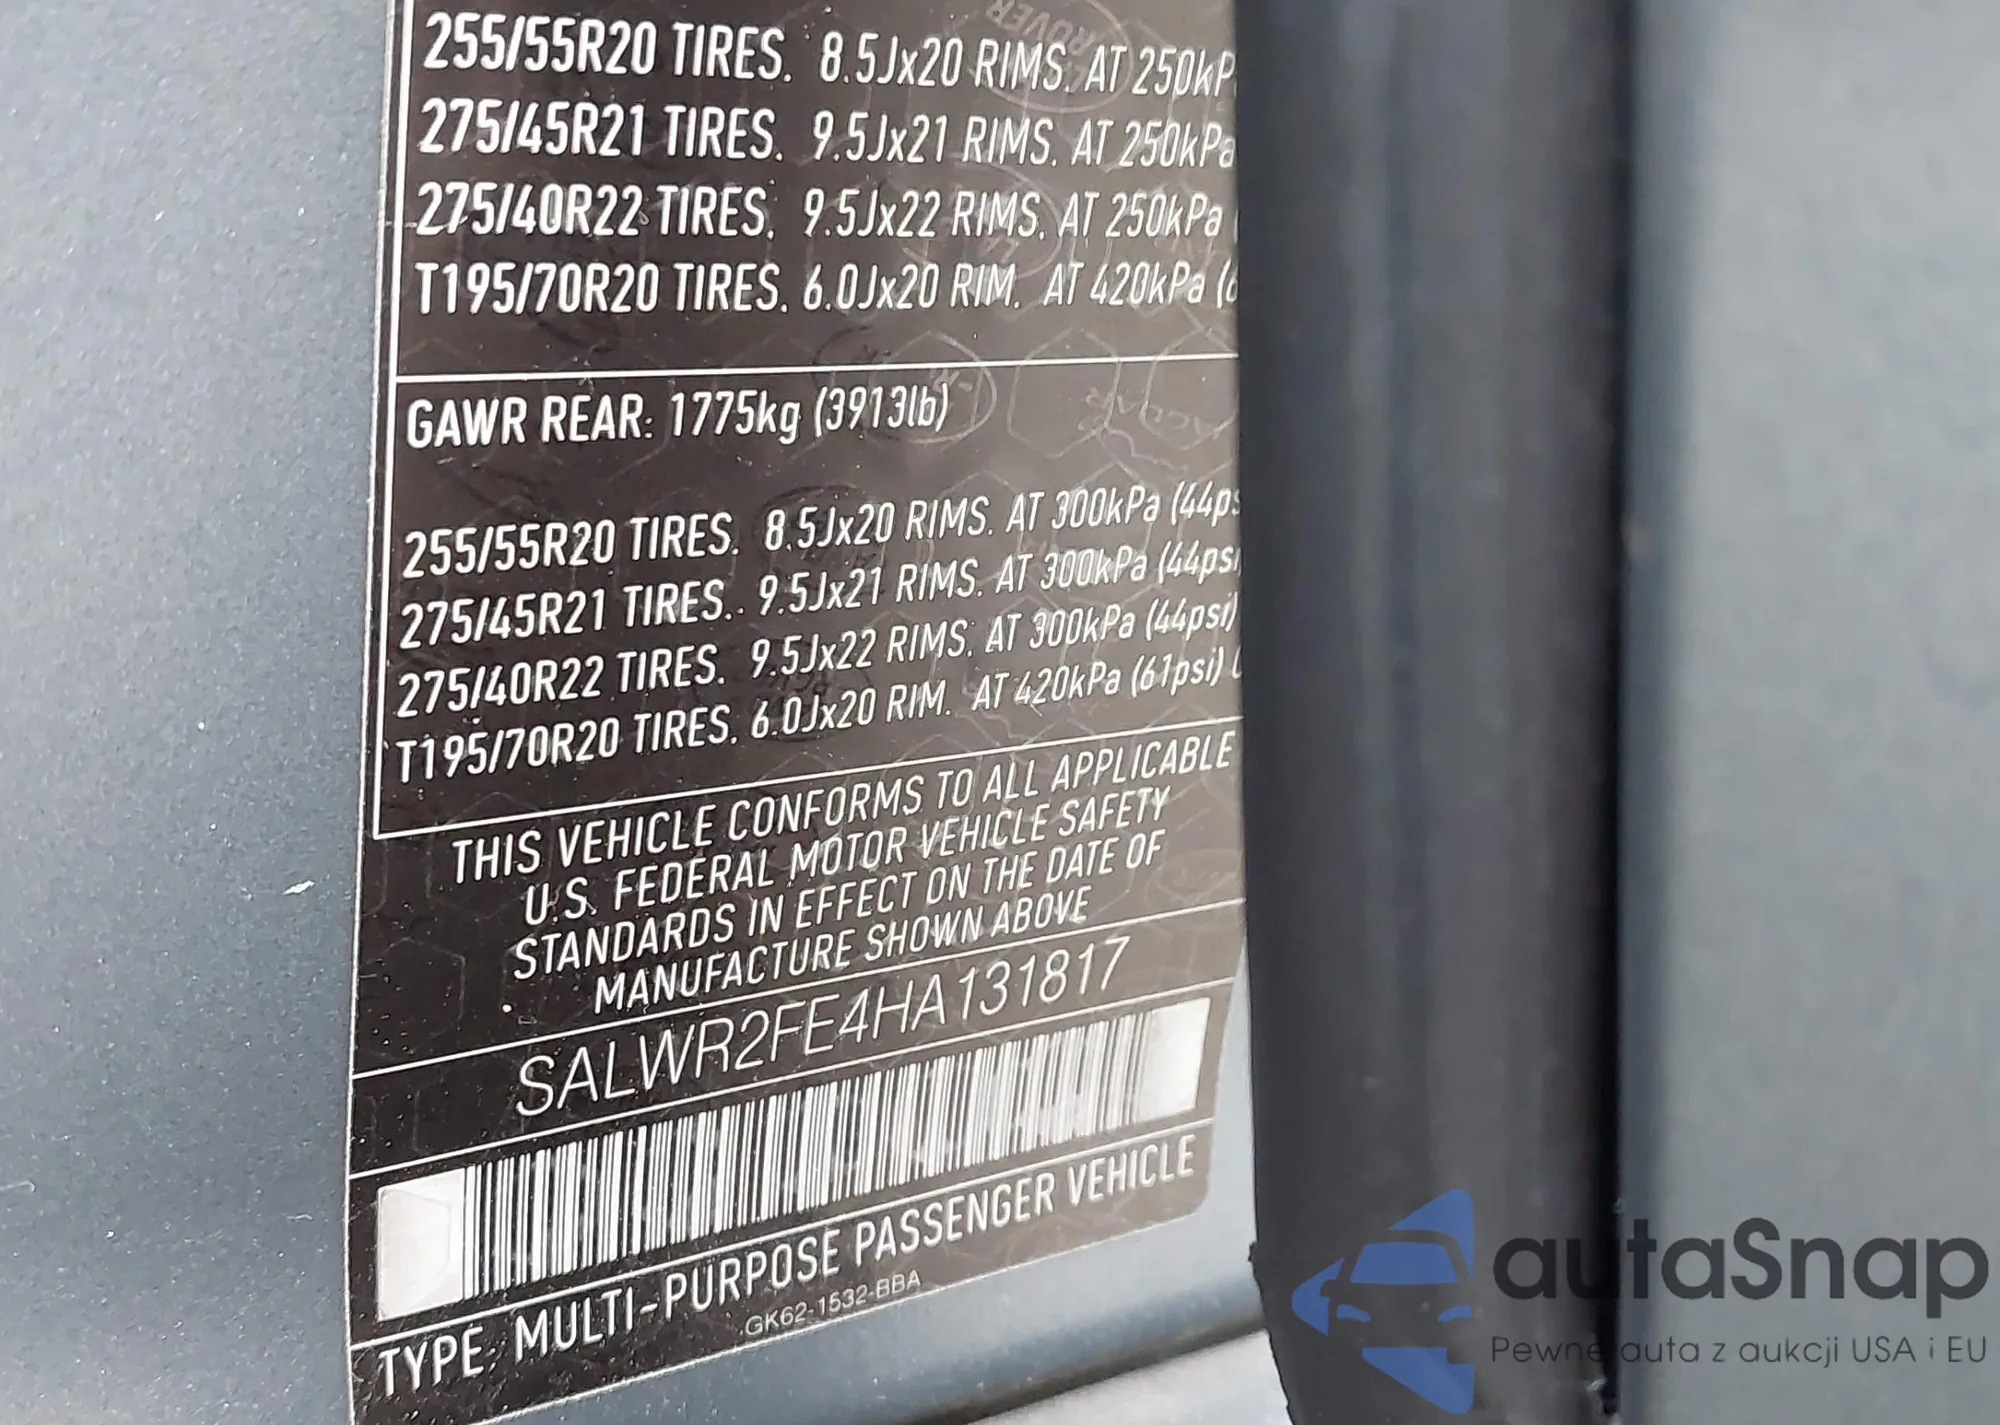 255/55R20 TIRES. 8.5Jx20 RIMS. AT 250kP
275/45R21 TIRES. 9.5Jx21 RIMS. AT 250kPa
275/40R22 TIRES. 9.5Jx22 RIMS. AT 250kPa (
T195/70R20 TIRES. 6.0Jx20 RIM. AT 420kPa (6
GAWR REAR: 1775kg (3913lb)
255/55R20 TIRES. 8.5Jx20 RIMS. AT 300kPa (44ps
275/45R21 TIRES. 9.5Jx21 RIMS. AT 300kPa (44psi
275/40R22 TIRES. 9.5Jx22 RIMS. AT 300kPa (44psi)
T195/70R20 TIRES. 6.0Jx20 RIM. AT 420kPa (61psi)
THIS VEHICLE CONFORMS TO ALL APPLICABLE
U.S. FEDERAL MOTOR VEHICLE SAFETY
STANDARDS IN EFFECT ON THE DATE OF
MANUFACTURE SHOWN ABOVE
SALWR2FE4HA131817
TYPE: MULTI-PURPOSE PASSENGER VEHICLE
GK62-1532-BBA
autaSnap
Pewne auta z aukcji USA i EU